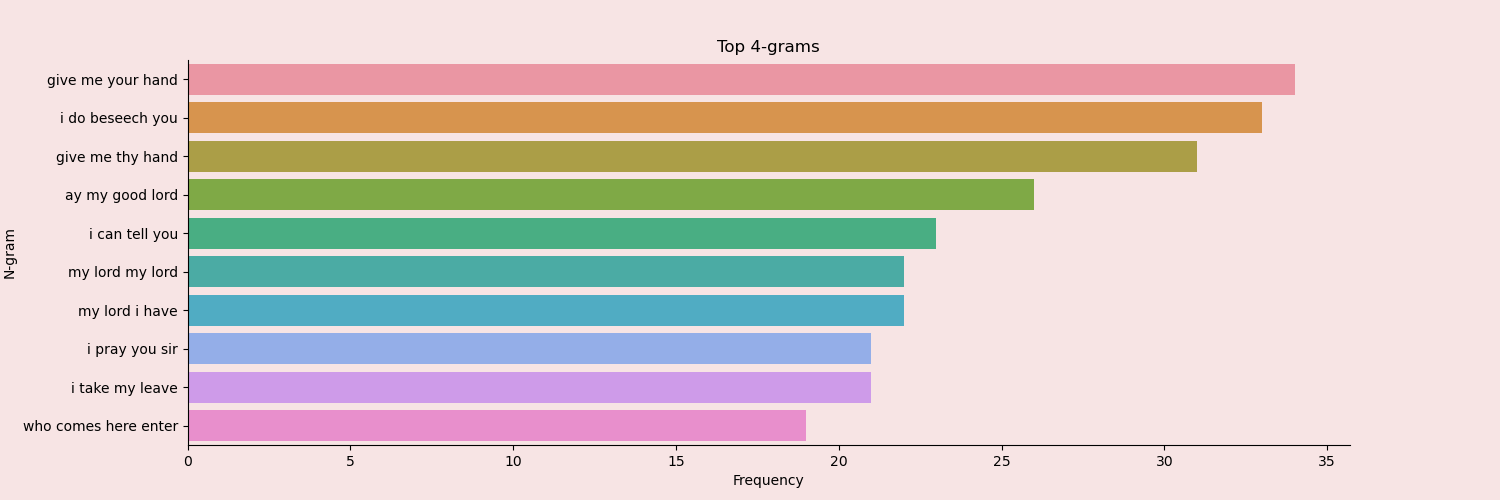 Top 4-grams
N-gram
give me your hand
i do beseech you
give me thy hand
ay my good lord
i can tell you
my lord my lord
my lord i have
i pray you sir
i take my leave
who comes here enter
0 5 10 15 20 25 30 35
Frequency